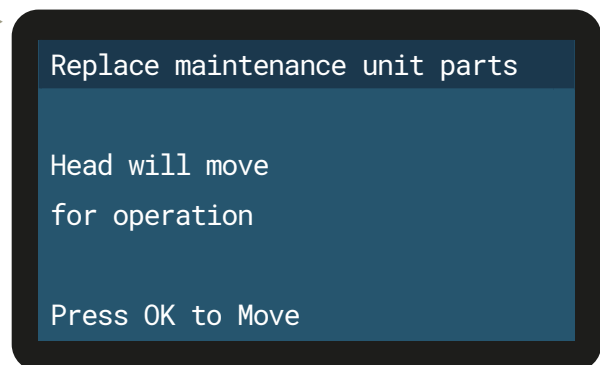 Replace maintenance unit parts
Head will move
for operation
Press OK to Move